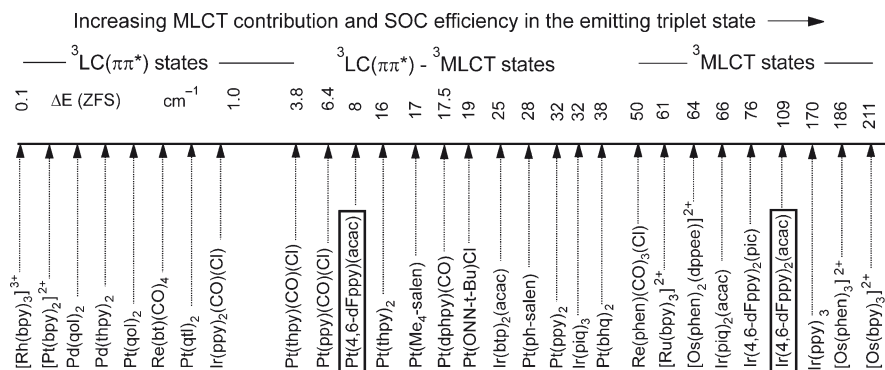 Increasing MLCT contribution and SOC efficiency in the emitting triplet state
³LC(ππ*) states
³LC(ππ*) - ³MLCT states
³MLCT states
0.1
ΔE (ZFS)
cm⁻¹
1.0
3.8
6.4
8
16
17
17.5
19
25
28
32
32
38
50
61
64
66
76
109
170
186
211
[Rh(bpy)₃]³⁺
[Pt(bpy)₂]²⁺
Pd(qol)₂
Pd(thpy)₂
Pt(qol)₂
Re(bt)(CO)₄
Pt(qtl)₂
Ir(ppy)₂(CO)(Cl)
Pt(thpy)(CO)(Cl)
Pt(ppy)(CO)(Cl)
Pt(4,6-dFppy)(acac)
Pt(thpy)₂
Pt(Me₄-salen)
Pt(dphpy)(CO)
Pt(ONN-t-Bu)Cl
Ir(btp)₂(acac)
Pt(ph-salen)
Pt(ppy)₂
Ir(piq)₃
Pt(bhq)₂
Re(phen)(CO)₃(Cl)
[Ru(bpy)₃]²⁺
[Os(phen)₂(dppee)]²⁺
Ir(piq)₂(acac)
Ir(4,6-dFppy)₂(pic)
Ir(4,6-dFppy)₂(acac)
Ir(ppy)₃
[Os(phen)₃]²⁺
[Os(bpy)₃]²⁺